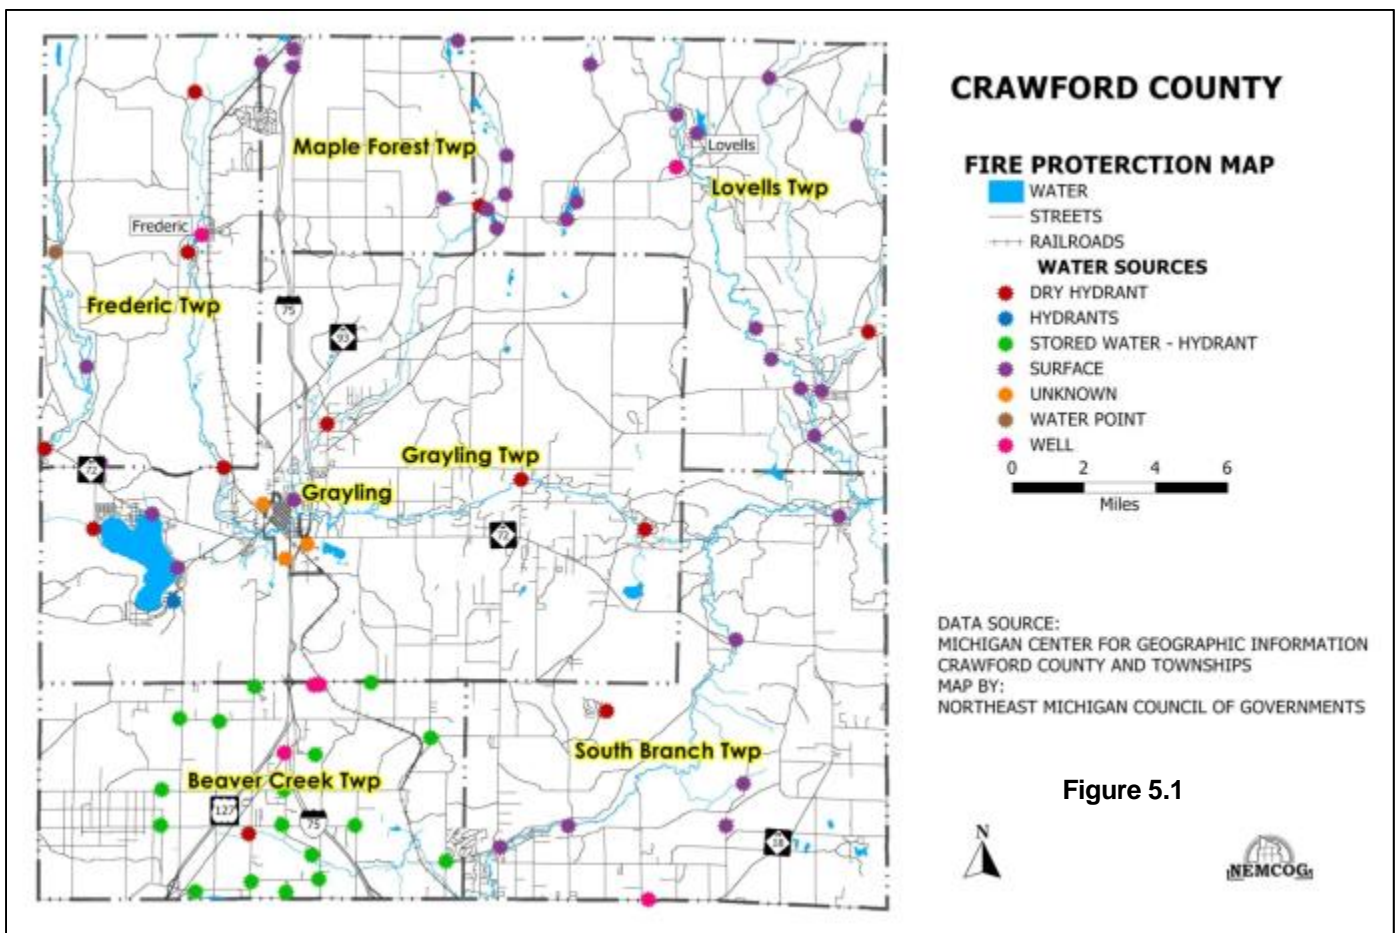 CRAWFORD COUNTY
FIRE PROTERCTION MAP
WATER
STREETS
RAILROADS
WATER SOURCES
DRY HYDRANT
HYDRANTS
STORED WATER - HYDRANT
SURFACE
UNKNOWN
WATER POINT
WELL
0 2 4 6
Miles
DATA SOURCE:
MICHIGAN CENTER FOR GEOGRAPHIC INFORMATION
CRAWFORD COUNTY AND TOWNSHIPS
MAP BY:
NORTHEAST MICHIGAN COUNCIL OF GOVERNMENTS
Figure 5.1
N
NEMCOG
Maple Forest Twp
Lovells
Lovells Twp
Frederic
Frederic Twp
75
93
72
Grayling Twp
Grayling
72
South Branch Twp
Beaver Creek Twp
127
75
18